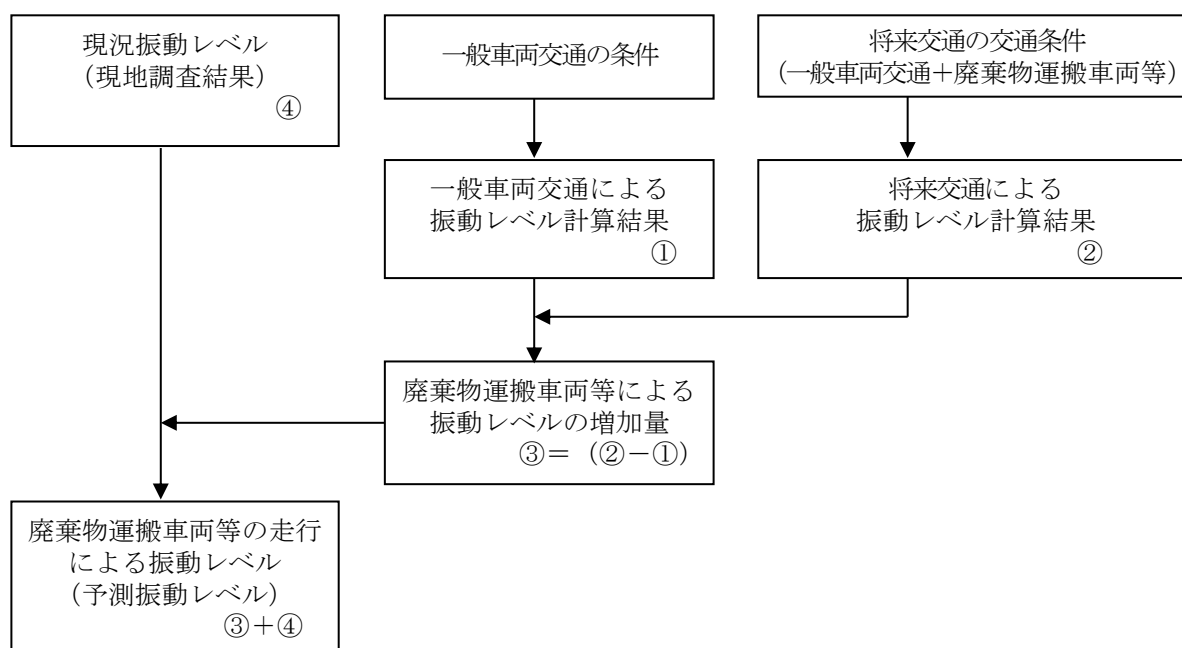 現況振動レベル
（現地調査結果）
④
一般車両交通の条件
将来交通の交通条件
（一般車両交通＋廃棄物運搬車両等）
一般車両交通による
振動レベル計算結果
①
将来交通による
振動レベル計算結果
②
廃棄物運搬車両等による
振動レベルの増加量
③＝（②－①）
廃棄物運搬車両等の走行
による振動レベル
（予測振動レベル）
③＋④